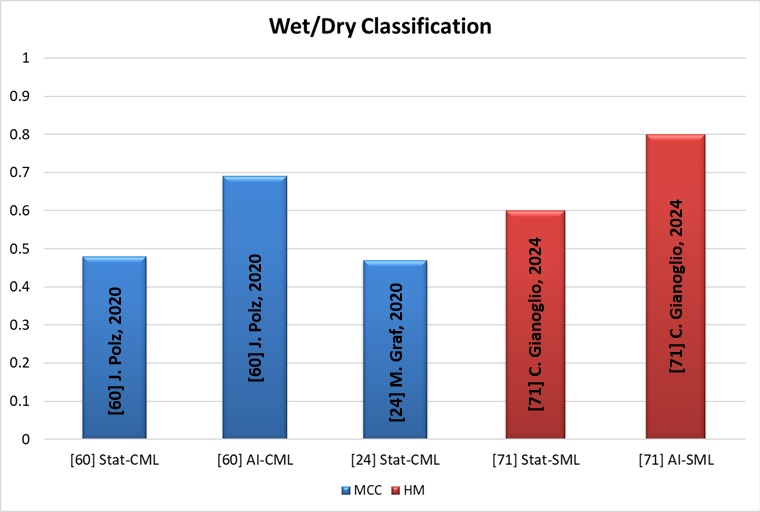 Wet/Dry Classification
1
0.9
0.8
0.7
0.6
0.5
0.4
0.3
0.2
0.1
0
[60] J. Polz, 2020
[60] J. Polz, 2020
[24] M. Graf, 2020
[71] C. Gianoglio, 2024
[71] C. Gianoglio, 2024
[60] Stat-CML
[60] AI-CML
[24] Stat-CML
[71] Stat-SML
[71] AI-SML
MCC
HM